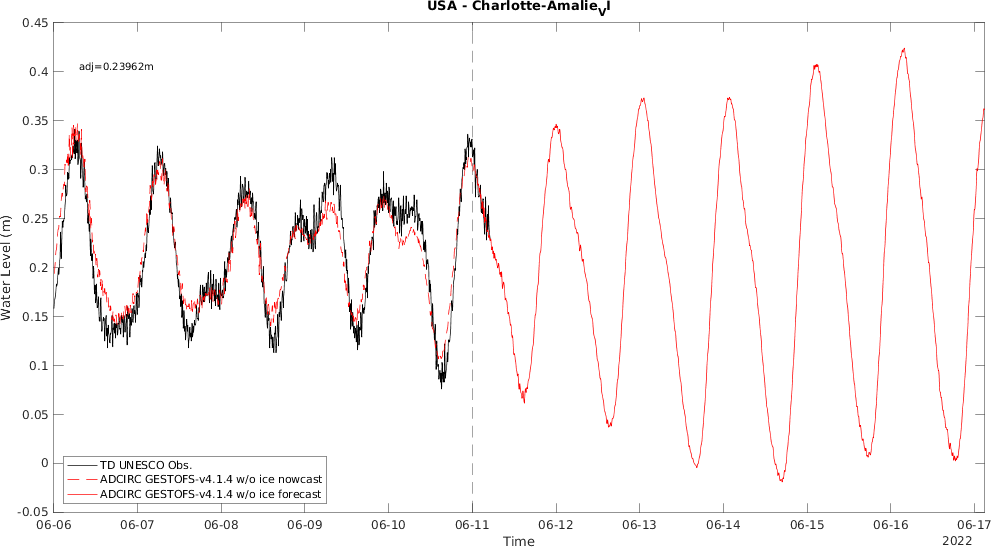 USA - Charlotte-Amalie_VI
adj=0.23962m
0.45
0.4
0.35
0.3
0.25
0.2
0.15
0.1
0.05
0
-0.05
Water Level (m)
TD UNESCO Obs.
ADCIRC GESTOFS-v4.1.4 w/o ice nowcast
ADCIRC GESTOFS-v4.1.4 w/o ice forecast
06-06 06-07 06-08 06-09 06-10 06-11 06-12 06-13 06-14 06-15 06-16 06-17
Time
2022